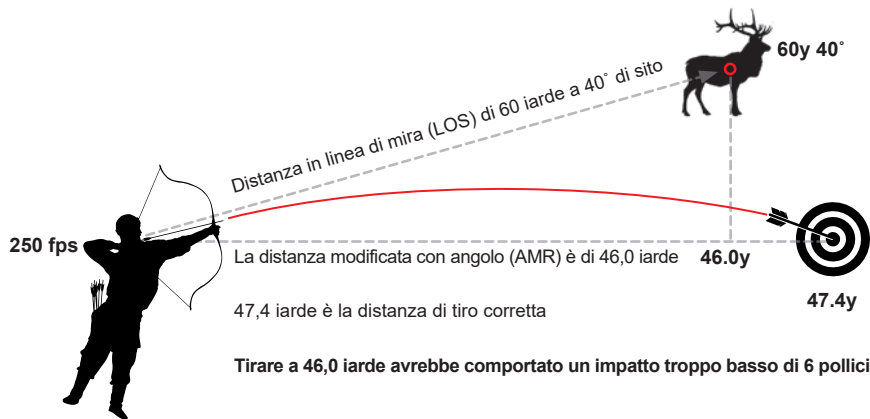 60y 40˚
Distanza in linea di mira (LOS) di 60 iarde a 40˚ di sito
250 fps
La distanza modificata con angolo (AMR) è di 46,0 iarde
46.0y
47.4y
47,4 iarde è la distanza di tiro corretta
Tirare a 46,0 iarde avrebbe comportato un impatto troppo basso di 6 pollici